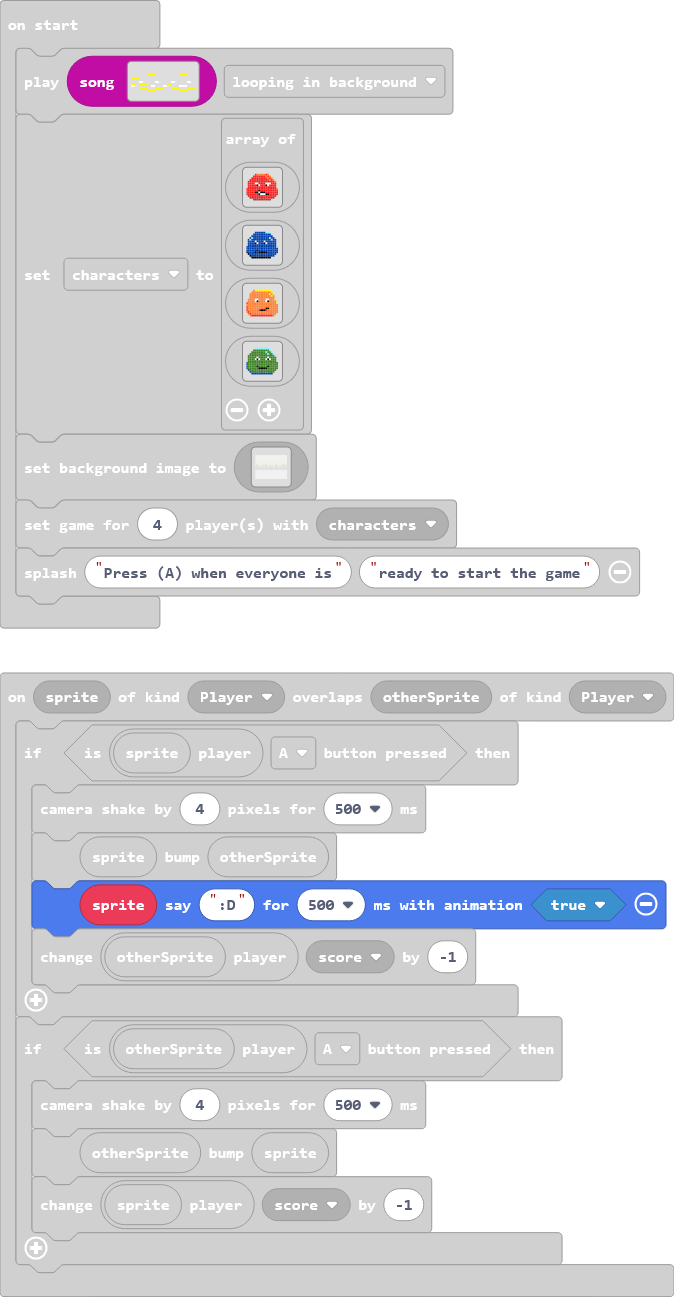 on start
play song looping in background
array of
set characters to
set background image to
set game for 4 player(s) with characters
splash "Press (A) when everyone is" "ready to start the game"
on sprite of kind Player overlaps otherSprite of kind Player
if is sprite player A button pressed then
camera shake by 4 pixels for 500 ms
sprite bump otherSprite
sprite say ":D" for 500 ms with animation true
change otherSprite player score by -1
if is otherSprite player A button pressed then
camera shake by 4 pixels for 500 ms
otherSprite bump sprite
change sprite player score by -1